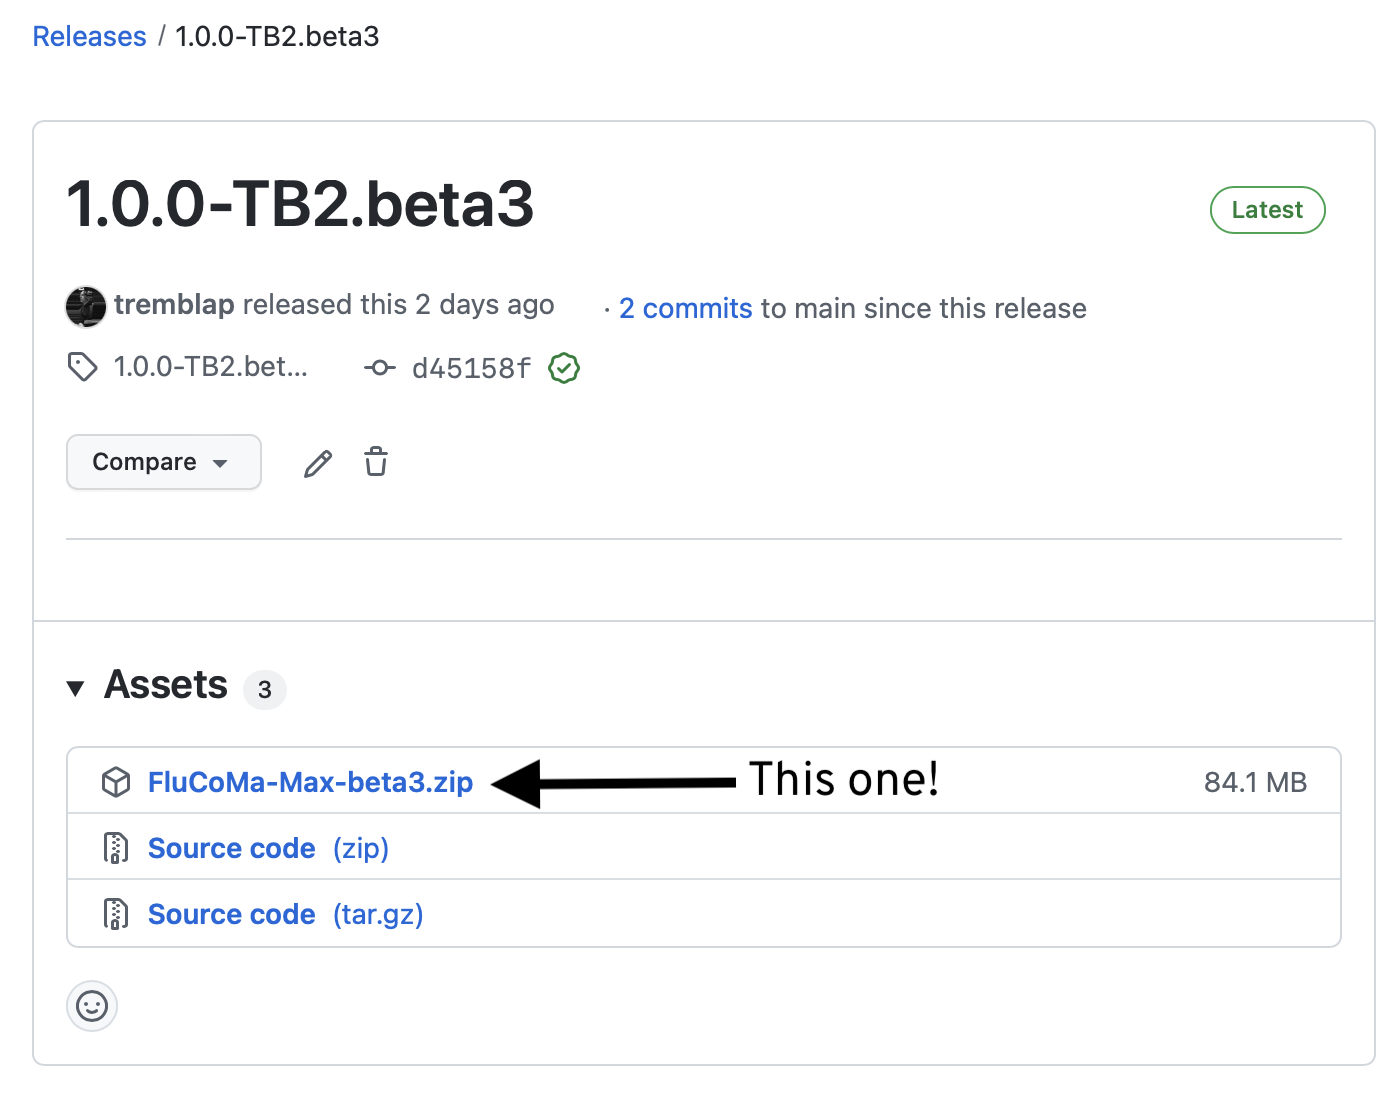 Releases / 1.0.0-TB2.beta3
1.0.0-TB2.beta3
Latest
tremblap released this 2 days ago · 2 commits to main since this release
1.0.0-TB2.bet... d45158f
Compare
Assets 3
FluCoMa-Max-beta3.zip This one! 84.1 MB
Source code (zip)
Source code (tar.gz)